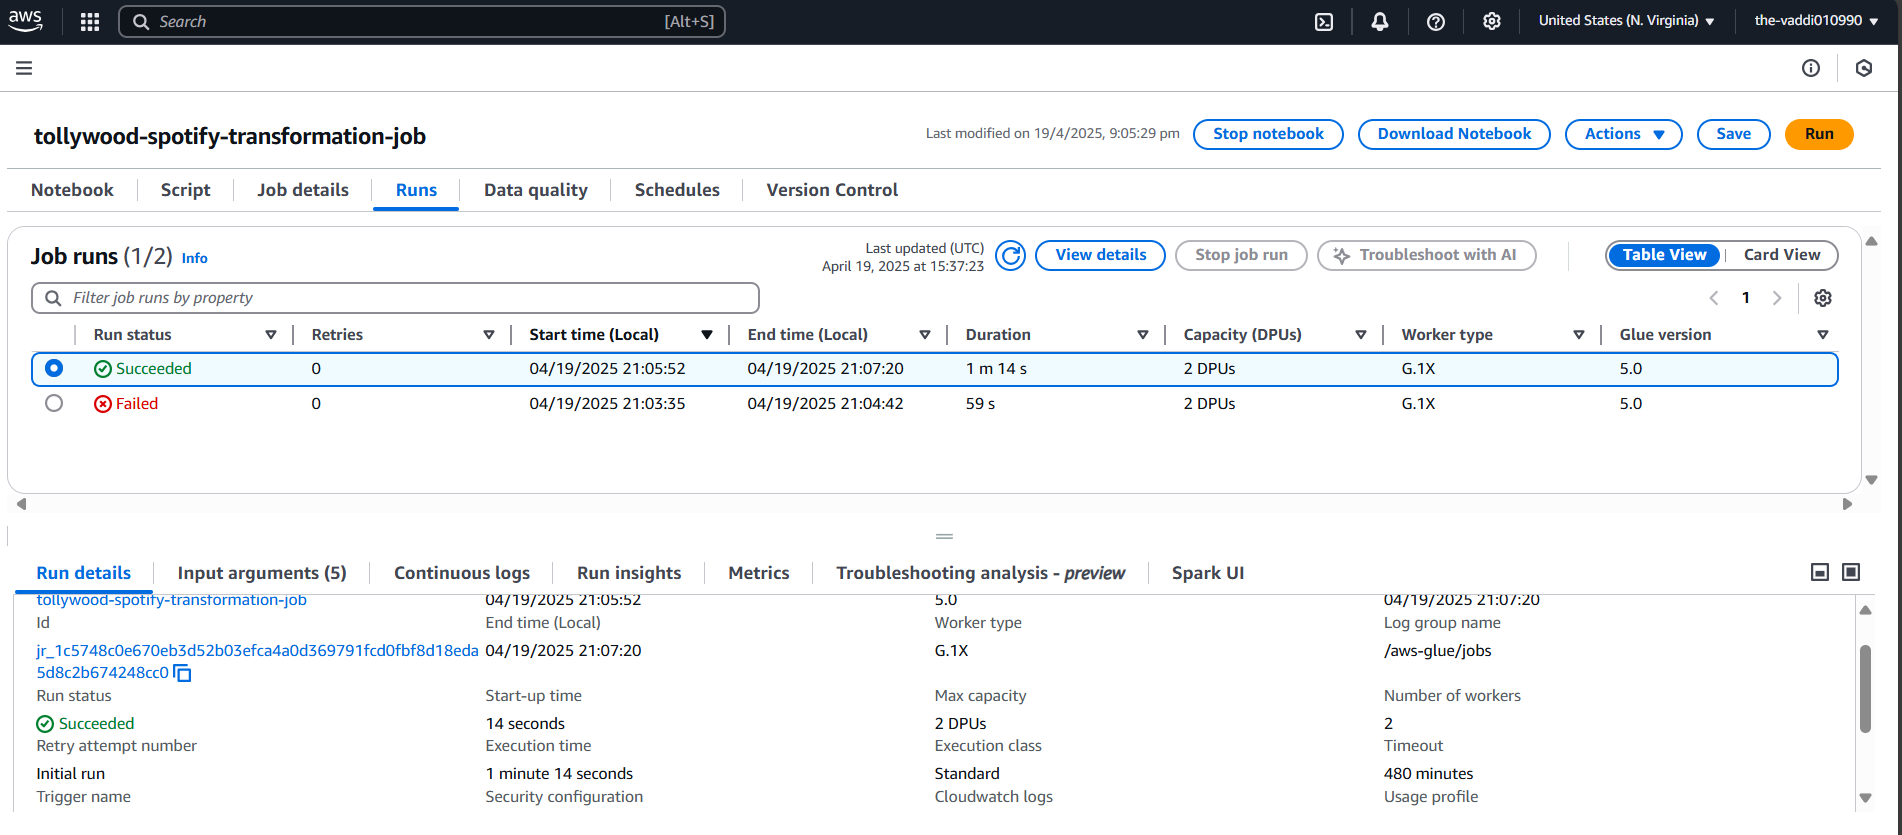 aws
Search
[Alt+S]
United States (N. Virginia)
the-vaddi010990
tollywood-spotify-transformation-job
Last modified on 19/4/2025, 9:05:29 pm
Stop notebook
Download Notebook
Actions
Save
Run
Notebook
Script
Job details
Runs
Data quality
Schedules
Version Control
Job runs (1/2) Info
Last updated (UTC)
April 19, 2025 at 15:37:23
View details
Stop job run
Troubleshoot with AI
Table View
Card View
Filter job runs by property
1
Run status Retries Start time (Local) End time (Local) Duration Capacity (DPUs) Worker type Glue version
Succeeded 0 04/19/2025 21:05:52 04/19/2025 21:07:20 1 m 14 s 2 DPUs G.1X 5.0
Failed 0 04/19/2025 21:03:35 04/19/2025 21:04:42 59 s 2 DPUs G.1X 5.0
Run details
Input arguments (5)
Continuous logs
Run insights
Metrics
Troubleshooting analysis - preview
Spark UI
tollywood-spotify-transformation-job 04/19/2025 21:05:52 5.0 04/19/2025 21:07:20
Id End time (Local) Worker type Log group name
jr_1c5748c0e670eb3d52b03efca4a0d369791fcd0fbf8d18eda 04/19/2025 21:07:20 G.1X /aws-glue/jobs
5d8c2b674248cc0
Run status Start-up time Max capacity Number of workers
Succeeded 14 seconds 2 DPUs 2
Retry attempt number Execution time Execution class Timeout
Initial run 1 minute 14 seconds Standard 480 minutes
Trigger name Security configuration Cloudwatch logs Usage profile